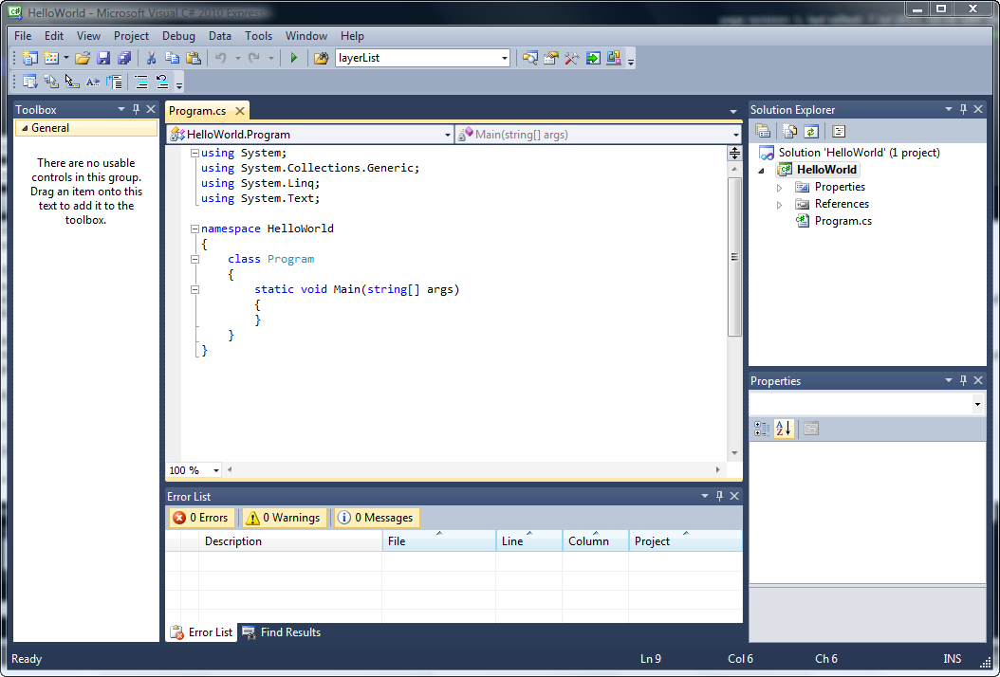 HelloWorld - Microsoft Visual C# 2010 Express
File Edit View Project Debug Data Tools Window Help
layerList
Toolbox
General
There are no usable
controls in this group.
Drag an item onto this
text to add it to the
toolbox.
Program.cs
HelloWorld.Program
Main(string[] args)
using System;
using System.Collections.Generic;
using System.Linq;
using System.Text;
namespace HelloWorld
{
    class Program
    {
        static void Main(string[] args)
        {
        }
    }
}
100 %
Error List
0 Errors 0 Warnings 0 Messages
Description File Line Column Project
Error List Find Results
Solution Explorer
Solution 'HelloWorld' (1 project)
HelloWorld
Properties
References
Program.cs
Properties
Ready Ln 9 Col 6 Ch 6 INS